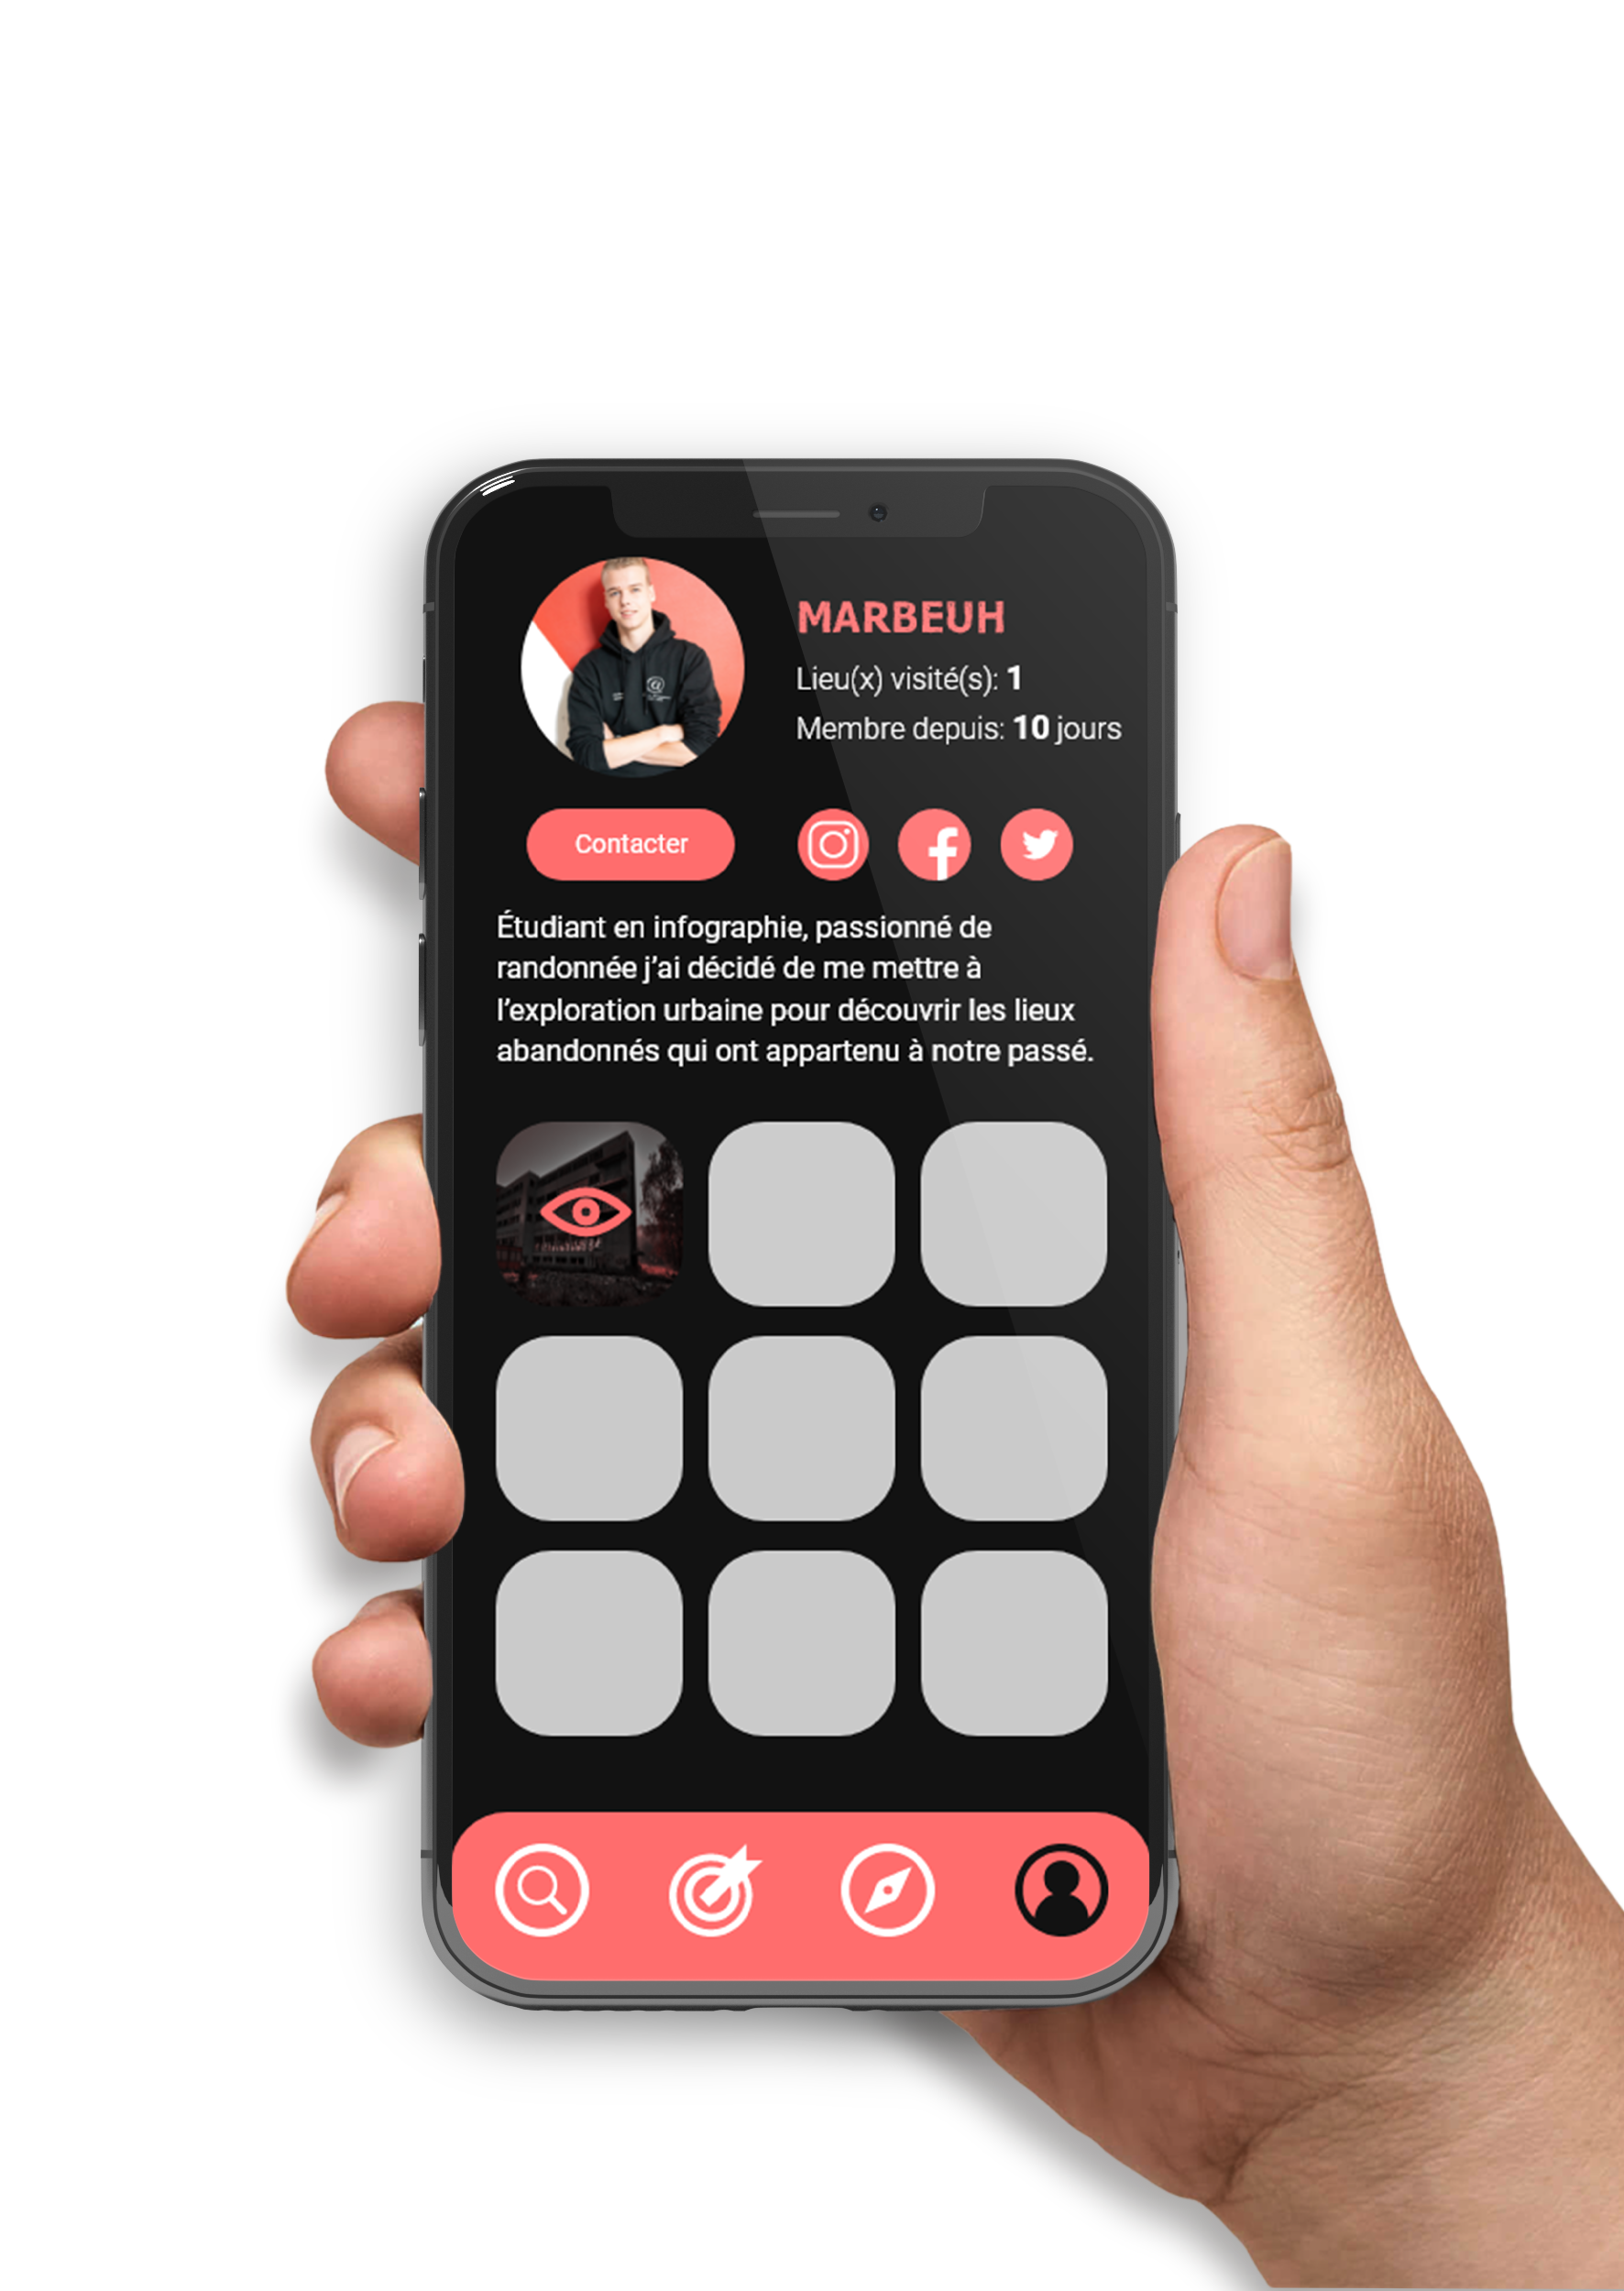 MARBEUH
Lieu(x) visité(s): 1
Membre depuis: 10 jours
Contacter
Étudiant en infographie, passionné de
randonnée j’ai décidé de me mettre à
l’exploration urbaine pour découvrir les lieux
abandonnés qui ont appartenu à notre passé.